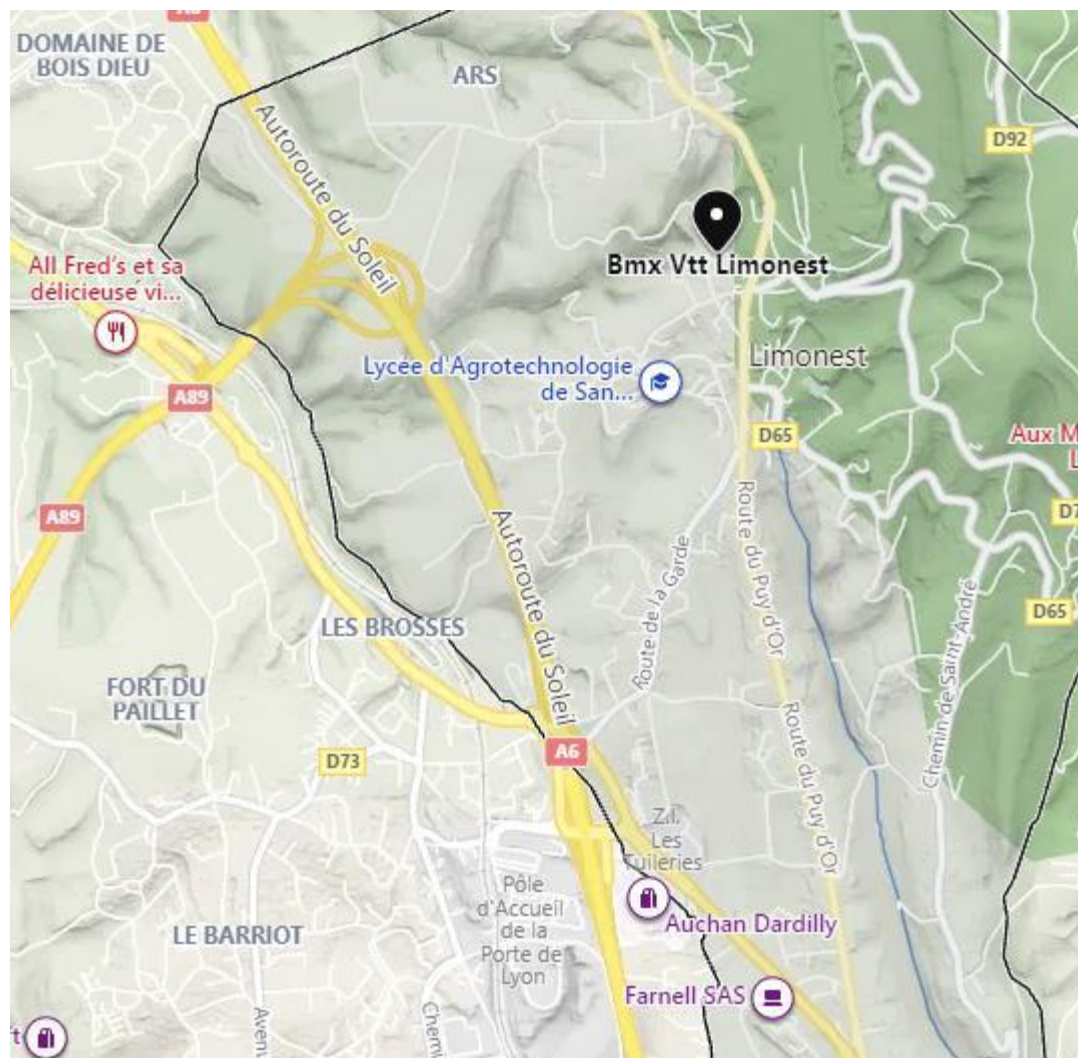 DOMAINE DE
BOIS DIEU
ARS
D92
Autoroute du Soleil
Bmx Vtt Limonest
All Fred's et sa
délicieuse vi...
Lycée d'Agrotechnologie
de San...
Limonest
A89
D65
Aux M
L
A89
Autoroute du Soleil
Route du Puy d'Or
Route de la Garde
D65
LES BROSSES
Chemin de Saint-André
FORT DU
PAILLET
Route du Puy d'Or
A6
D73
Z.I.
Les
Tuileries
Pôle
d'Accueil
de la
Porte de
Lyon
Auchan Dardilly
LE BARRIOT
Farnell SAS
Aven
Chem